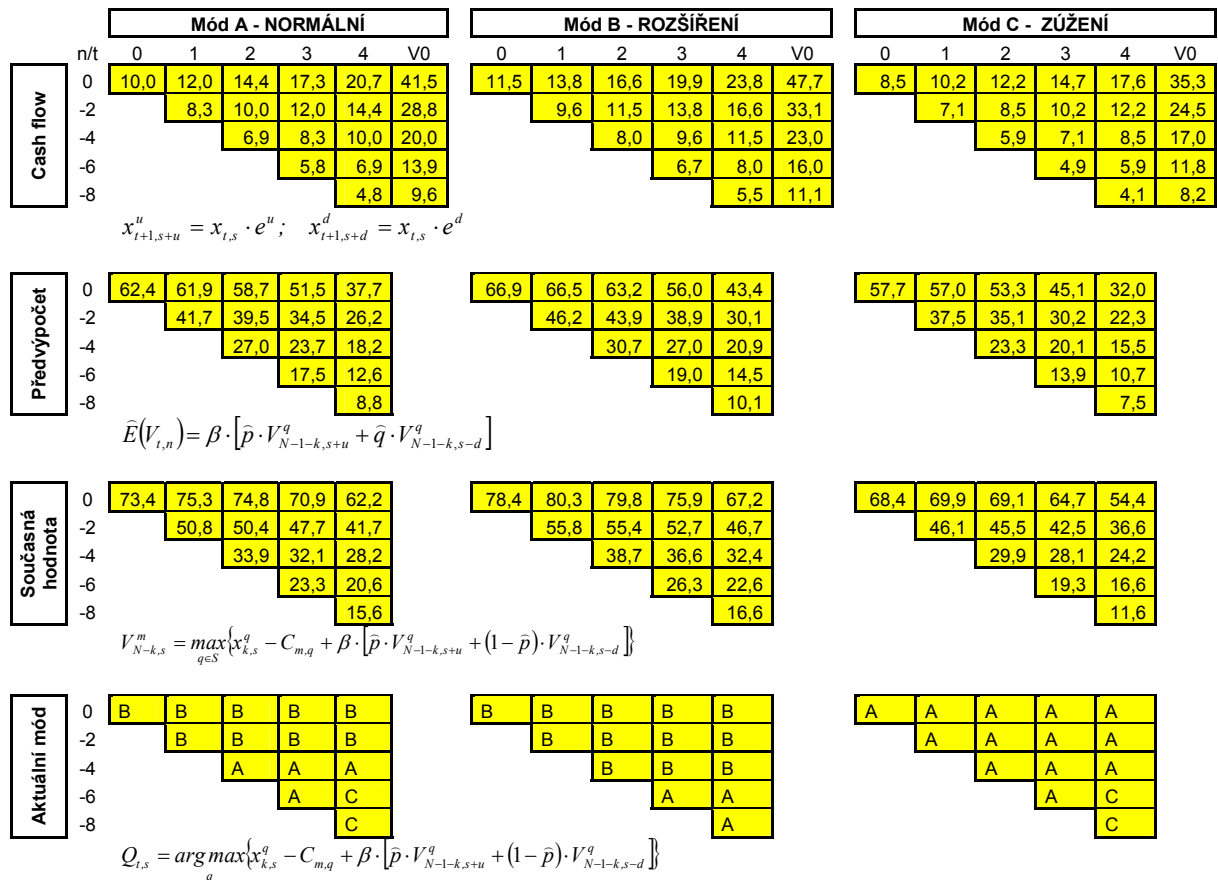 Mód A - NORMÁLNÍ Mód B - ROZŠÍŘENÍ Mód C - ZÚŽENÍ
n/t 0 1 2 3 4 V0 0 1 2 3 4 V0 0 1 2 3 4 V0
Cash flow
0 10,0 12,0 14,4 17,3 20,7 41,5 11,5 13,8 16,6 19,9 23,8 47,7 8,5 10,2 12,2 14,7 17,6 35,3
-2 8,3 10,0 12,0 14,4 28,8 9,6 11,5 13,8 16,6 33,1 7,1 8,5 10,2 12,2 24,5
-4 6,9 8,3 10,0 20,0 8,0 9,6 11,5 23,0 5,9 7,1 8,5 17,0
-6 5,8 6,9 13,9 6,7 8,0 16,0 4,9 5,9 11,8
-8 4,8 9,6 5,5 11,1 4,1 8,2
x^u_{t+1,s+u} = x_{t,s} · e^u ; x^d_{t+1,s+d} = x_{t,s} · e^d
Předvýpočet
0 62,4 61,9 58,7 51,5 37,7 66,9 66,5 63,2 56,0 43,4 57,7 57,0 53,3 45,1 32,0
-2 41,7 39,5 34,5 26,2 46,2 43,9 38,9 30,1 37,5 35,1 30,2 22,3
-4 27,0 23,7 18,2 30,7 27,0 20,9 23,3 20,1 15,5
-6 17,5 12,6 19,0 14,5 13,9 10,7
-8 8,8 10,1 7,5
Ê(V_{t,n}) = β · [p̂ · V^q_{N-1-k,s+u} + q̂ · V^q_{N-1-k,s-d}]
Současná
hodnota
0 73,4 75,3 74,8 70,9 62,2 78,4 80,3 79,8 75,9 67,2 68,4 69,9 69,1 64,7 54,4
-2 50,8 50,4 47,7 41,7 55,8 55,4 52,7 46,7 46,1 45,5 42,5 36,6
-4 33,9 32,1 28,2 38,7 36,6 32,4 29,9 28,1 24,2
-6 23,3 20,6 26,3 22,6 19,3 16,6
-8 15,6 16,6 11,6
V^m_{N-k,s} = max_{q∈S} {x^q_{k,s} - C_{m,q} + β · [p̂ · V^q_{N-1-k,s+u} + (1 - p̂) · V^q_{N-1-k,s-d}]}
Aktuální mód
0 B B B B B B B B B B A A A A A
-2 B B B B B B B B A A A A
-4 A A A B B B A A A
-6 A C A A A C
-8 C A C
Q_{t,s} = arg max_q {x^q_{k,s} - C_{m,q} + β · [p̂ · V^q_{N-1-k,s+u} + (1 - p̂) · V^q_{N-1-k,s-d}]}